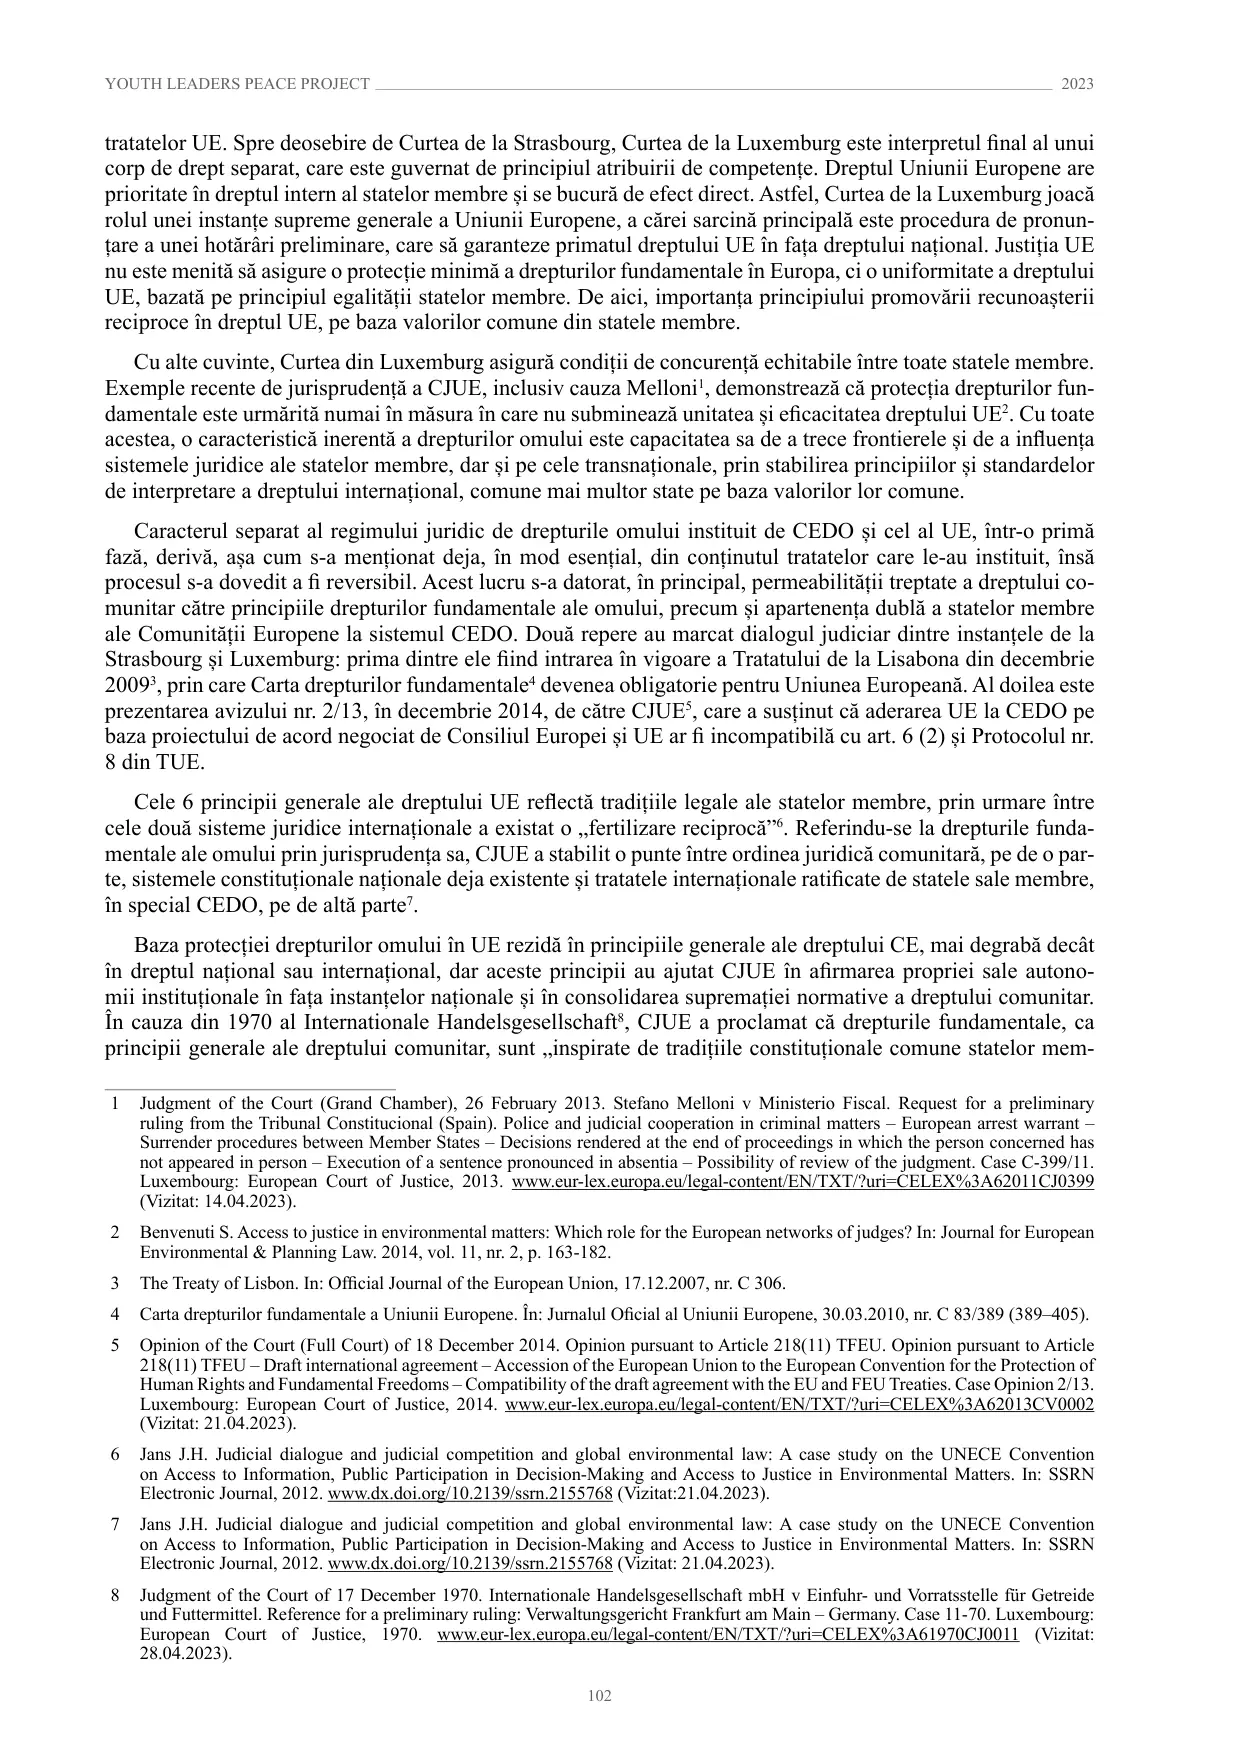 YOUTH LEADERS PEACE PROJECT 2023
tratatelor UE. Spre deosebire de Curtea de la Strasbourg, Curtea de la Luxemburg este interpretul final al unui
corp de drept separat, care este guvernat de principiul atribuirii de competențe. Dreptul Uniunii Europene are
prioritate în dreptul intern al statelor membre și se bucură de efect direct. Astfel, Curtea de la Luxemburg joacă
rolul unei instanțe supreme generale a Uniunii Europene, a cărei sarcină principală este procedura de pronun-
țare a unei hotărâri preliminare, care să garanteze primatul dreptului UE în fața dreptului național. Justiția UE
nu este menită să asigure o protecție minimă a drepturilor fundamentale în Europa, ci o uniformitate a dreptului
UE, bazată pe principiul egalității statelor membre. De aici, importanța principiului promovării recunoașterii
reciproce în dreptul UE, pe baza valorilor comune din statele membre.
Cu alte cuvinte, Curtea din Luxemburg asigură condiții de concurență echitabile între toate statele membre.
Exemple recente de jurisprudență a CJUE, inclusiv cauza Melloni¹, demonstrează că protecția drepturilor fun-
damentale este urmărită numai în măsura în care nu subminează unitatea și eficacitatea dreptului UE². Cu toate
acestea, o caracteristică inerentă a drepturilor omului este capacitatea sa de a trece frontierele și de a influența
sistemele juridice ale statelor membre, dar și pe cele transnaționale, prin stabilirea principiilor și standardelor
de interpretare a dreptului internațional, comune mai multor state pe baza valorilor lor comune.
Caracterul separat al regimului juridic de drepturile omului instituit de CEDO și cel al UE, într-o primă
fază, derivă, așa cum s-a menționat deja, în mod esențial, din conținutul tratatelor care le-au instituit, însă
procesul s-a dovedit a fi reversibil. Acest lucru s-a datorat, în principal, permeabilității treptate a dreptului co-
munitar către principiile drepturilor fundamentale ale omului, precum și apartenența dublă a statelor membre
ale Comunității Europene la sistemul CEDO. Două repere au marcat dialogul judiciar dintre instanțele de la
Strasbourg și Luxemburg: prima dintre ele fiind intrarea în vigoare a Tratatului de la Lisabona din decembrie
2009³, prin care Carta drepturilor fundamentale⁴ devenea obligatorie pentru Uniunea Europeană. Al doilea este
prezentarea avizului nr. 2/13, în decembrie 2014, de către CJUE⁵, care a susținut că aderarea UE la CEDO pe
baza proiectului de acord negociat de Consiliul Europei și UE ar fi incompatibilă cu art. 6 (2) și Protocolul nr.
8 din TUE.
Cele 6 principii generale ale dreptului UE reflectă tradițiile legale ale statelor membre, prin urmare între
cele două sisteme juridice internaționale a existat o „fertilizare reciprocă”⁶. Referindu-se la drepturile funda-
mentale ale omului prin jurisprudența sa, CJUE a stabilit o punte între ordinea juridică comunitară, pe de o par-
te, sistemele constituționale naționale deja existente și tratatele internaționale ratificate de statele sale membre,
în special CEDO, pe de altă parte⁷.
Baza protecției drepturilor omului în UE rezidă în principiile generale ale dreptului CE, mai degrabă decât
în dreptul național sau internațional, dar aceste principii au ajutat CJUE în afirmarea propriei sale autono-
mii instituționale în fața instanțelor naționale și în consolidarea supremației normative a dreptului comunitar.
În cauza din 1970 al Internationale Handelsgesellschaft⁸, CJUE a proclamat că drepturile fundamentale, ca
principii generale ale dreptului comunitar, sunt „inspirate de tradițiile constituționale comune statelor mem-
1 Judgment of the Court (Grand Chamber), 26 February 2013. Stefano Melloni v Ministerio Fiscal. Request for a preliminary
ruling from the Tribunal Constitucional (Spain). Police and judicial cooperation in criminal matters – European arrest warrant –
Surrender procedures between Member States – Decisions rendered at the end of proceedings in which the person concerned has
not appeared in person – Execution of a sentence pronounced in absentia – Possibility of review of the judgment. Case C-399/11.
Luxembourg: European Court of Justice, 2013. www.eur-lex.europa.eu/legal-content/EN/TXT/?uri=CELEX%3A62011CJ0399
(Vizitat: 14.04.2023).
2 Benvenuti S. Access to justice in environmental matters: Which role for the European networks of judges? In: Journal for European
Environmental & Planning Law. 2014, vol. 11, nr. 2, p. 163-182.
3 The Treaty of Lisbon. In: Official Journal of the European Union, 17.12.2007, nr. C 306.
4 Carta drepturilor fundamentale a Uniunii Europene. În: Jurnalul Oficial al Uniunii Europene, 30.03.2010, nr. C 83/389 (389–405).
5 Opinion of the Court (Full Court) of 18 December 2014. Opinion pursuant to Article 218(11) TFEU. Opinion pursuant to Article
218(11) TFEU – Draft international agreement – Accession of the European Union to the European Convention for the Protection of
Human Rights and Fundamental Freedoms – Compatibility of the draft agreement with the EU and FEU Treaties. Case Opinion 2/13.
Luxembourg: European Court of Justice, 2014. www.eur-lex.europa.eu/legal-content/EN/TXT/?uri=CELEX%3A62013CV0002
(Vizitat: 21.04.2023).
6 Jans J.H. Judicial dialogue and judicial competition and global environmental law: A case study on the UNECE Convention
on Access to Information, Public Participation in Decision-Making and Access to Justice in Environmental Matters. In: SSRN
Electronic Journal, 2012. www.dx.doi.org/10.2139/ssrn.2155768 (Vizitat:21.04.2023).
7 Jans J.H. Judicial dialogue and judicial competition and global environmental law: A case study on the UNECE Convention
on Access to Information, Public Participation in Decision-Making and Access to Justice in Environmental Matters. In: SSRN
Electronic Journal, 2012. www.dx.doi.org/10.2139/ssrn.2155768 (Vizitat: 21.04.2023).
8 Judgment of the Court of 17 December 1970. Internationale Handelsgesellschaft mbH v Einfuhr- und Vorratsstelle für Getreide
und Futtermittel. Reference for a preliminary ruling: Verwaltungsgericht Frankfurt am Main – Germany. Case 11-70. Luxembourg:
European Court of Justice, 1970. www.eur-lex.europa.eu/legal-content/EN/TXT/?uri=CELEX%3A61970CJ0011 (Vizitat:
28.04.2023).
102